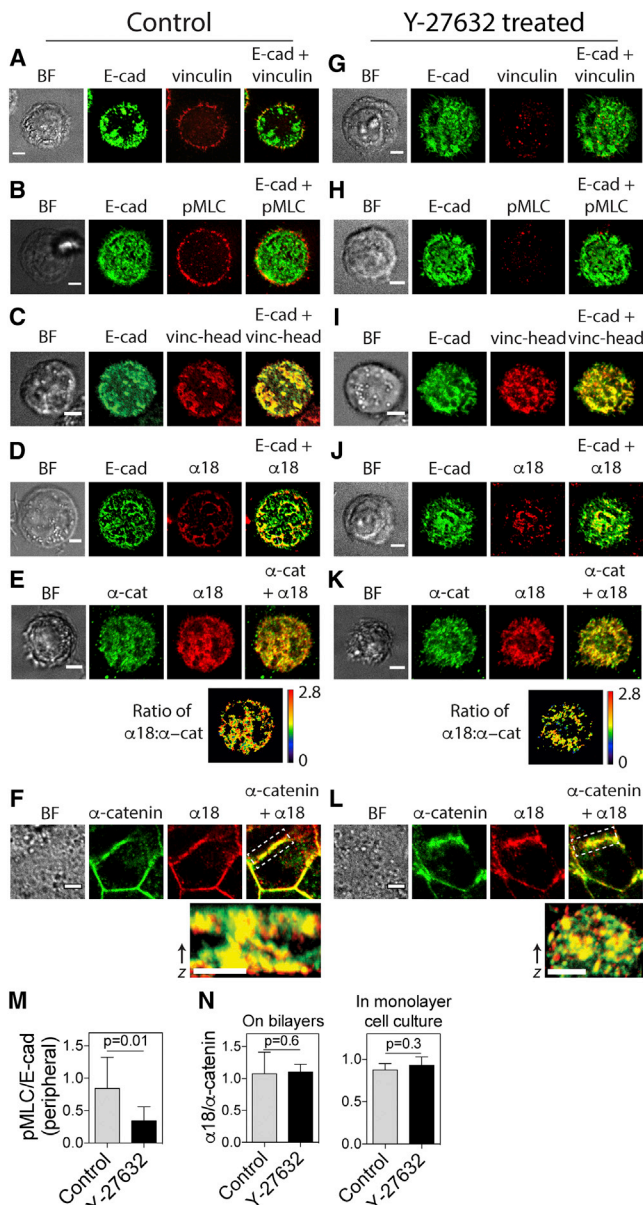 Control
Y-27632 treated
A
BF
E-cad
vinculin
E-cad +
vinculin
G
BF
E-cad
vinculin
E-cad +
vinculin
B
BF
E-cad
pMLC
E-cad +
pMLC
H
BF
E-cad
pMLC
E-cad +
pMLC
C
BF
E-cad
vinc-head
E-cad +
vinc-head
I
BF
E-cad
vinc-head
E-cad +
vinc-head
D
BF
E-cad
α18
E-cad +
α18
J
BF
E-cad
α18
E-cad +
α18
E
BF
α-cat
α18
α-cat
+ α18
K
BF
α-cat
α18
α-cat
+ α18
Ratio of
α18:α–cat
2.8
0
Ratio of
α18:α–cat
2.8
0
F
BF
α-catenin
α18
α-catenin
+ α18
L
BF
α-catenin
α18
α-catenin
+ α18
z
z
M
pMLC/E-cad
(peripheral)
1.5
1.0
0.5
0.0
p=0.01
Control
Y-27632
N
α18/α-catenin
On bilayers
1.5
1.0
0.5
0.0
p=0.6
Control
Y-27632
In monolayer
cell culture
1.0
0.5
0.0
p=0.3
Control
Y-27632